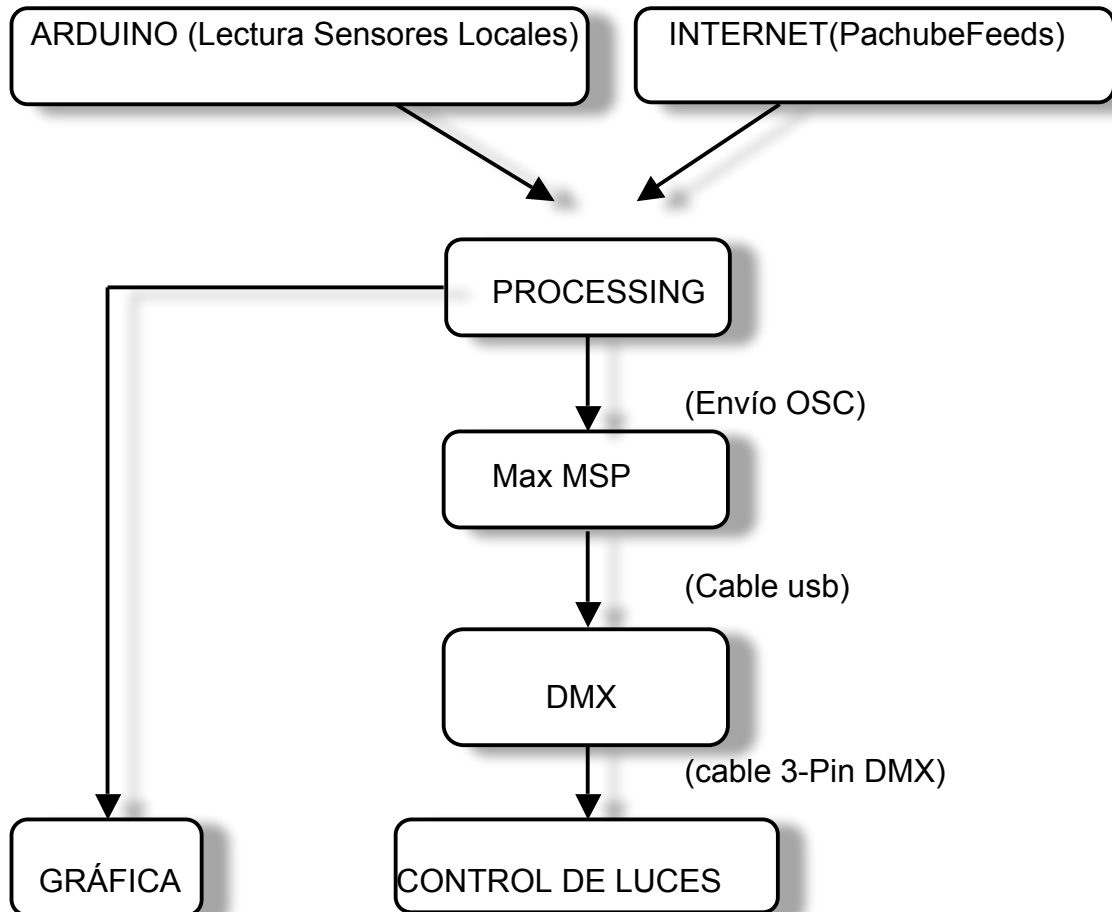 ARDUINO (Lectura Sensores Locales)
INTERNET(PachubeFeeds)
PROCESSING
(Envío OSC)
Max MSP
(Cable usb)
DMX
(cable 3-Pin DMX)
GRÁFICA
CONTROL DE LUCES